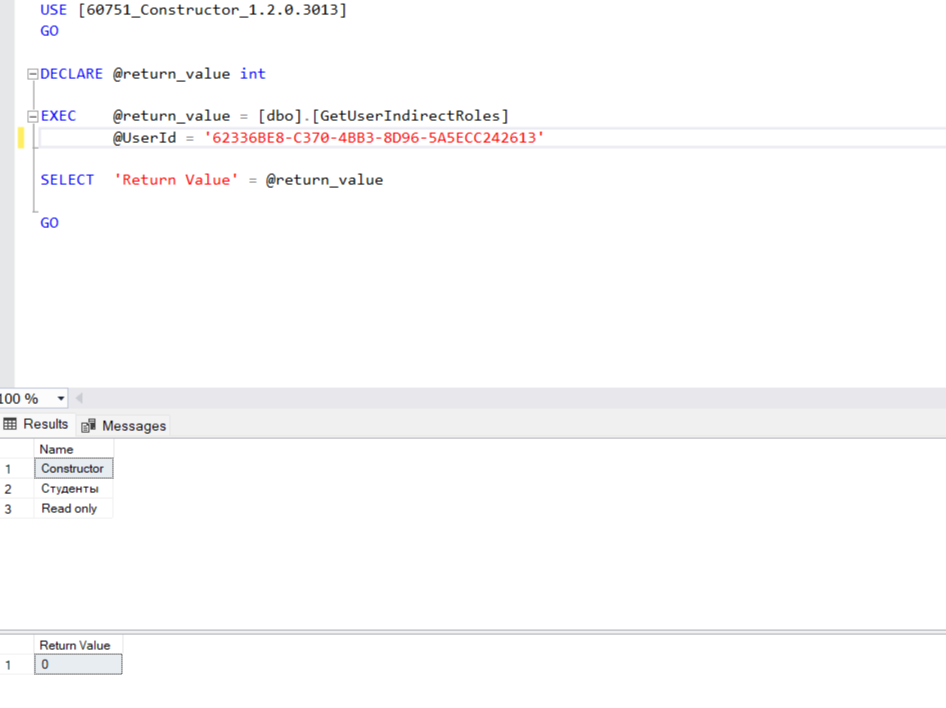 USE [60751_Constructor_1.2.0.3013]
GO
DECLARE @return_value int
EXEC @return_value = [dbo].[GetUserIndirectRoles]
@UserId = '62336BE8-C370-4BB3-8D96-5A5ECC242613'
SELECT 'Return Value' = @return_value
GO
100 %
Results Messages
Name
1 Constructor
2 Студенты
3 Read only
Return Value
1 0